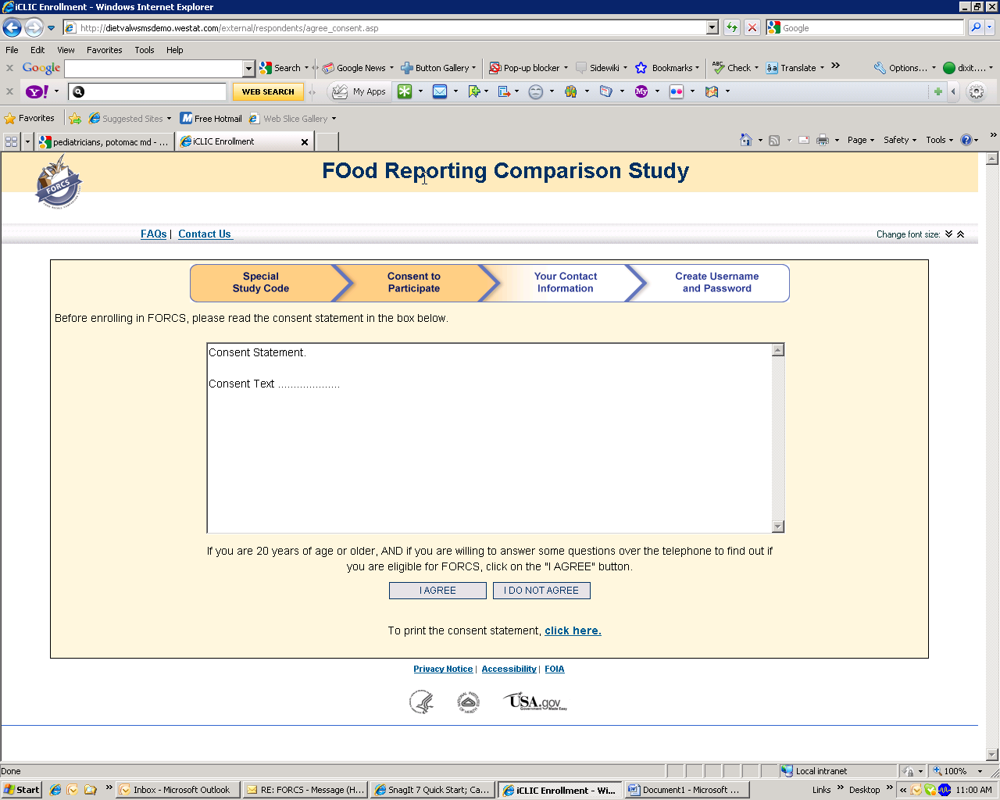 iCLIC Enrollment - Windows Internet Explorer
http://dietvalwsmsdemo.westat.com/external/respondents/agree_consent.asp
Google
File Edit View Favorites Tools Help
x Google Search Google News Button Gallery Pop-up blocker Sidewiki Bookmarks Check Translate Options... dixit....
x Y! WEB SEARCH My Apps My
Favorites Suggested Sites Free Hotmail Web Slice Gallery
pediatricians, potomac md - ... iCLIC Enrollment Page Safety Tools
FORCS
FOod Reporting Comparison Study
FAQs | Contact Us
Change font size:
Special Study Code
Consent to Participate
Your Contact Information
Create Username and Password
Before enrolling in FORCS, please read the consent statement in the box below.
Consent Statement.
Consent Text ....................
If you are 20 years of age or older, AND if you are willing to answer some questions over the telephone to find out if
you are eligible for FORCS, click on the "I AGREE" button.
I AGREE I DO NOT AGREE
To print the consent statement, click here.
Privacy Notice | Accessibility | FOIA
USA.gov
Government Made Easy
Done Local intranet 100%
Start Inbox - Microsoft Outlook RE: FORCS - Message (H... SnagIt 7 Quick Start; Ca... iCLIC Enrollment - Wi... Document1 - Microsoft ... Links Desktop 11:00 AM